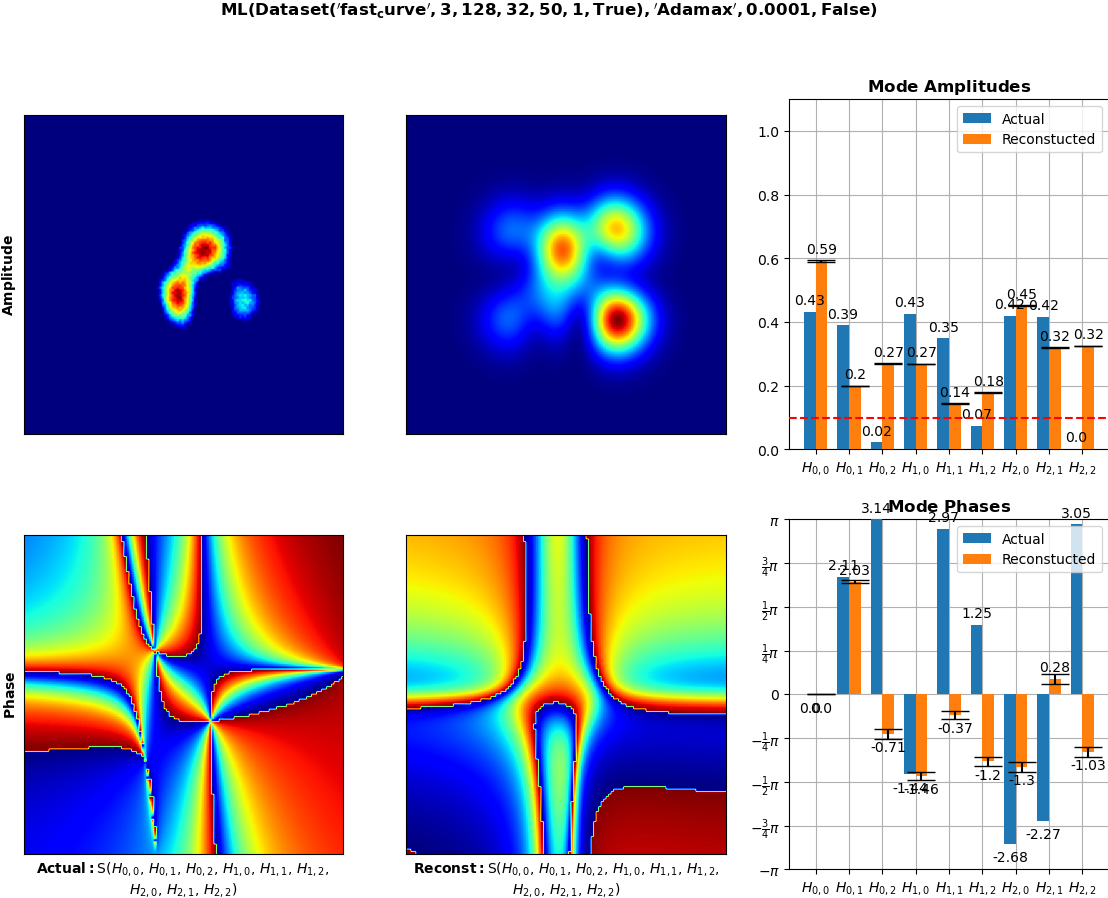 ML(Dataset('fast_curve', 3, 128, 32, 50, 1, True), 'Adamax', 0.0001, False)
Amplitude
Mode Amplitudes
Actual
Reconstucted
1.0
0.8
0.6
0.4
0.2
0.0
0.43
0.59
0.39
0.2
0.02
0.27
0.43
0.27
0.35
0.14
0.07
0.18
0.42
0.45
0.42
0.32
0.0
0.32
H0,0 H0,1 H0,2 H1,0 H1,1 H1,2 H2,0 H2,1 H2,2
Phase
Actual: S(H0,0, H0,1, H0,2, H1,0, H1,1, H1,2,
H2,0, H2,1, H2,2)
Reconst: S(H0,0, H0,1, H0,2, H1,0, H1,1, H1,2,
H2,0, H2,1, H2,2)
Mode Phases
Actual
Reconstucted
π
3/4π
1/2π
1/4π
0
−1/4π
−1/2π
−3/4π
−π
0.0
0.0
2.11
2.03
3.14
-0.71
-1.44
-1.46
2.97
-0.37
1.25
-1.2
-2.68
-1.3
-2.27
0.28
3.05
-1.03
H0,0 H0,1 H0,2 H1,0 H1,1 H1,2 H2,0 H2,1 H2,2